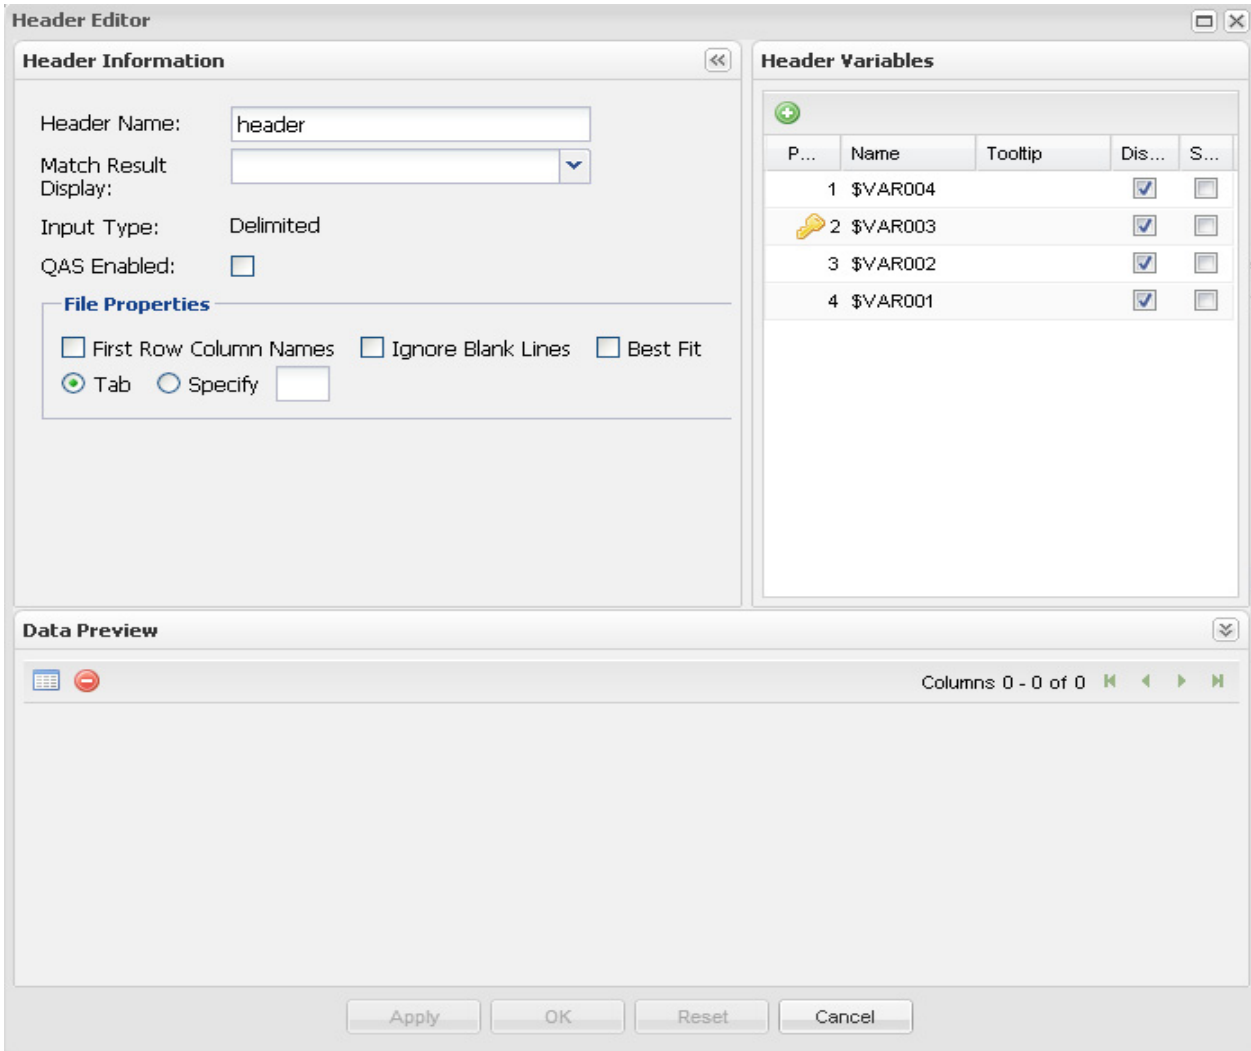 Header Editor
Header Information
Header Name:
header
Match Result
Display:
Input Type:
Delimited
QAS Enabled:
File Properties
First Row Column Names
Ignore Blank Lines
Best Fit
Tab
Specify
Header Variables
P...
Name
Tooltip
Dis...
S...
1 $VAR004
2 $VAR003
3 $VAR002
4 $VAR001
Data Preview
Columns 0 - 0 of 0
Apply
OK
Reset
Cancel